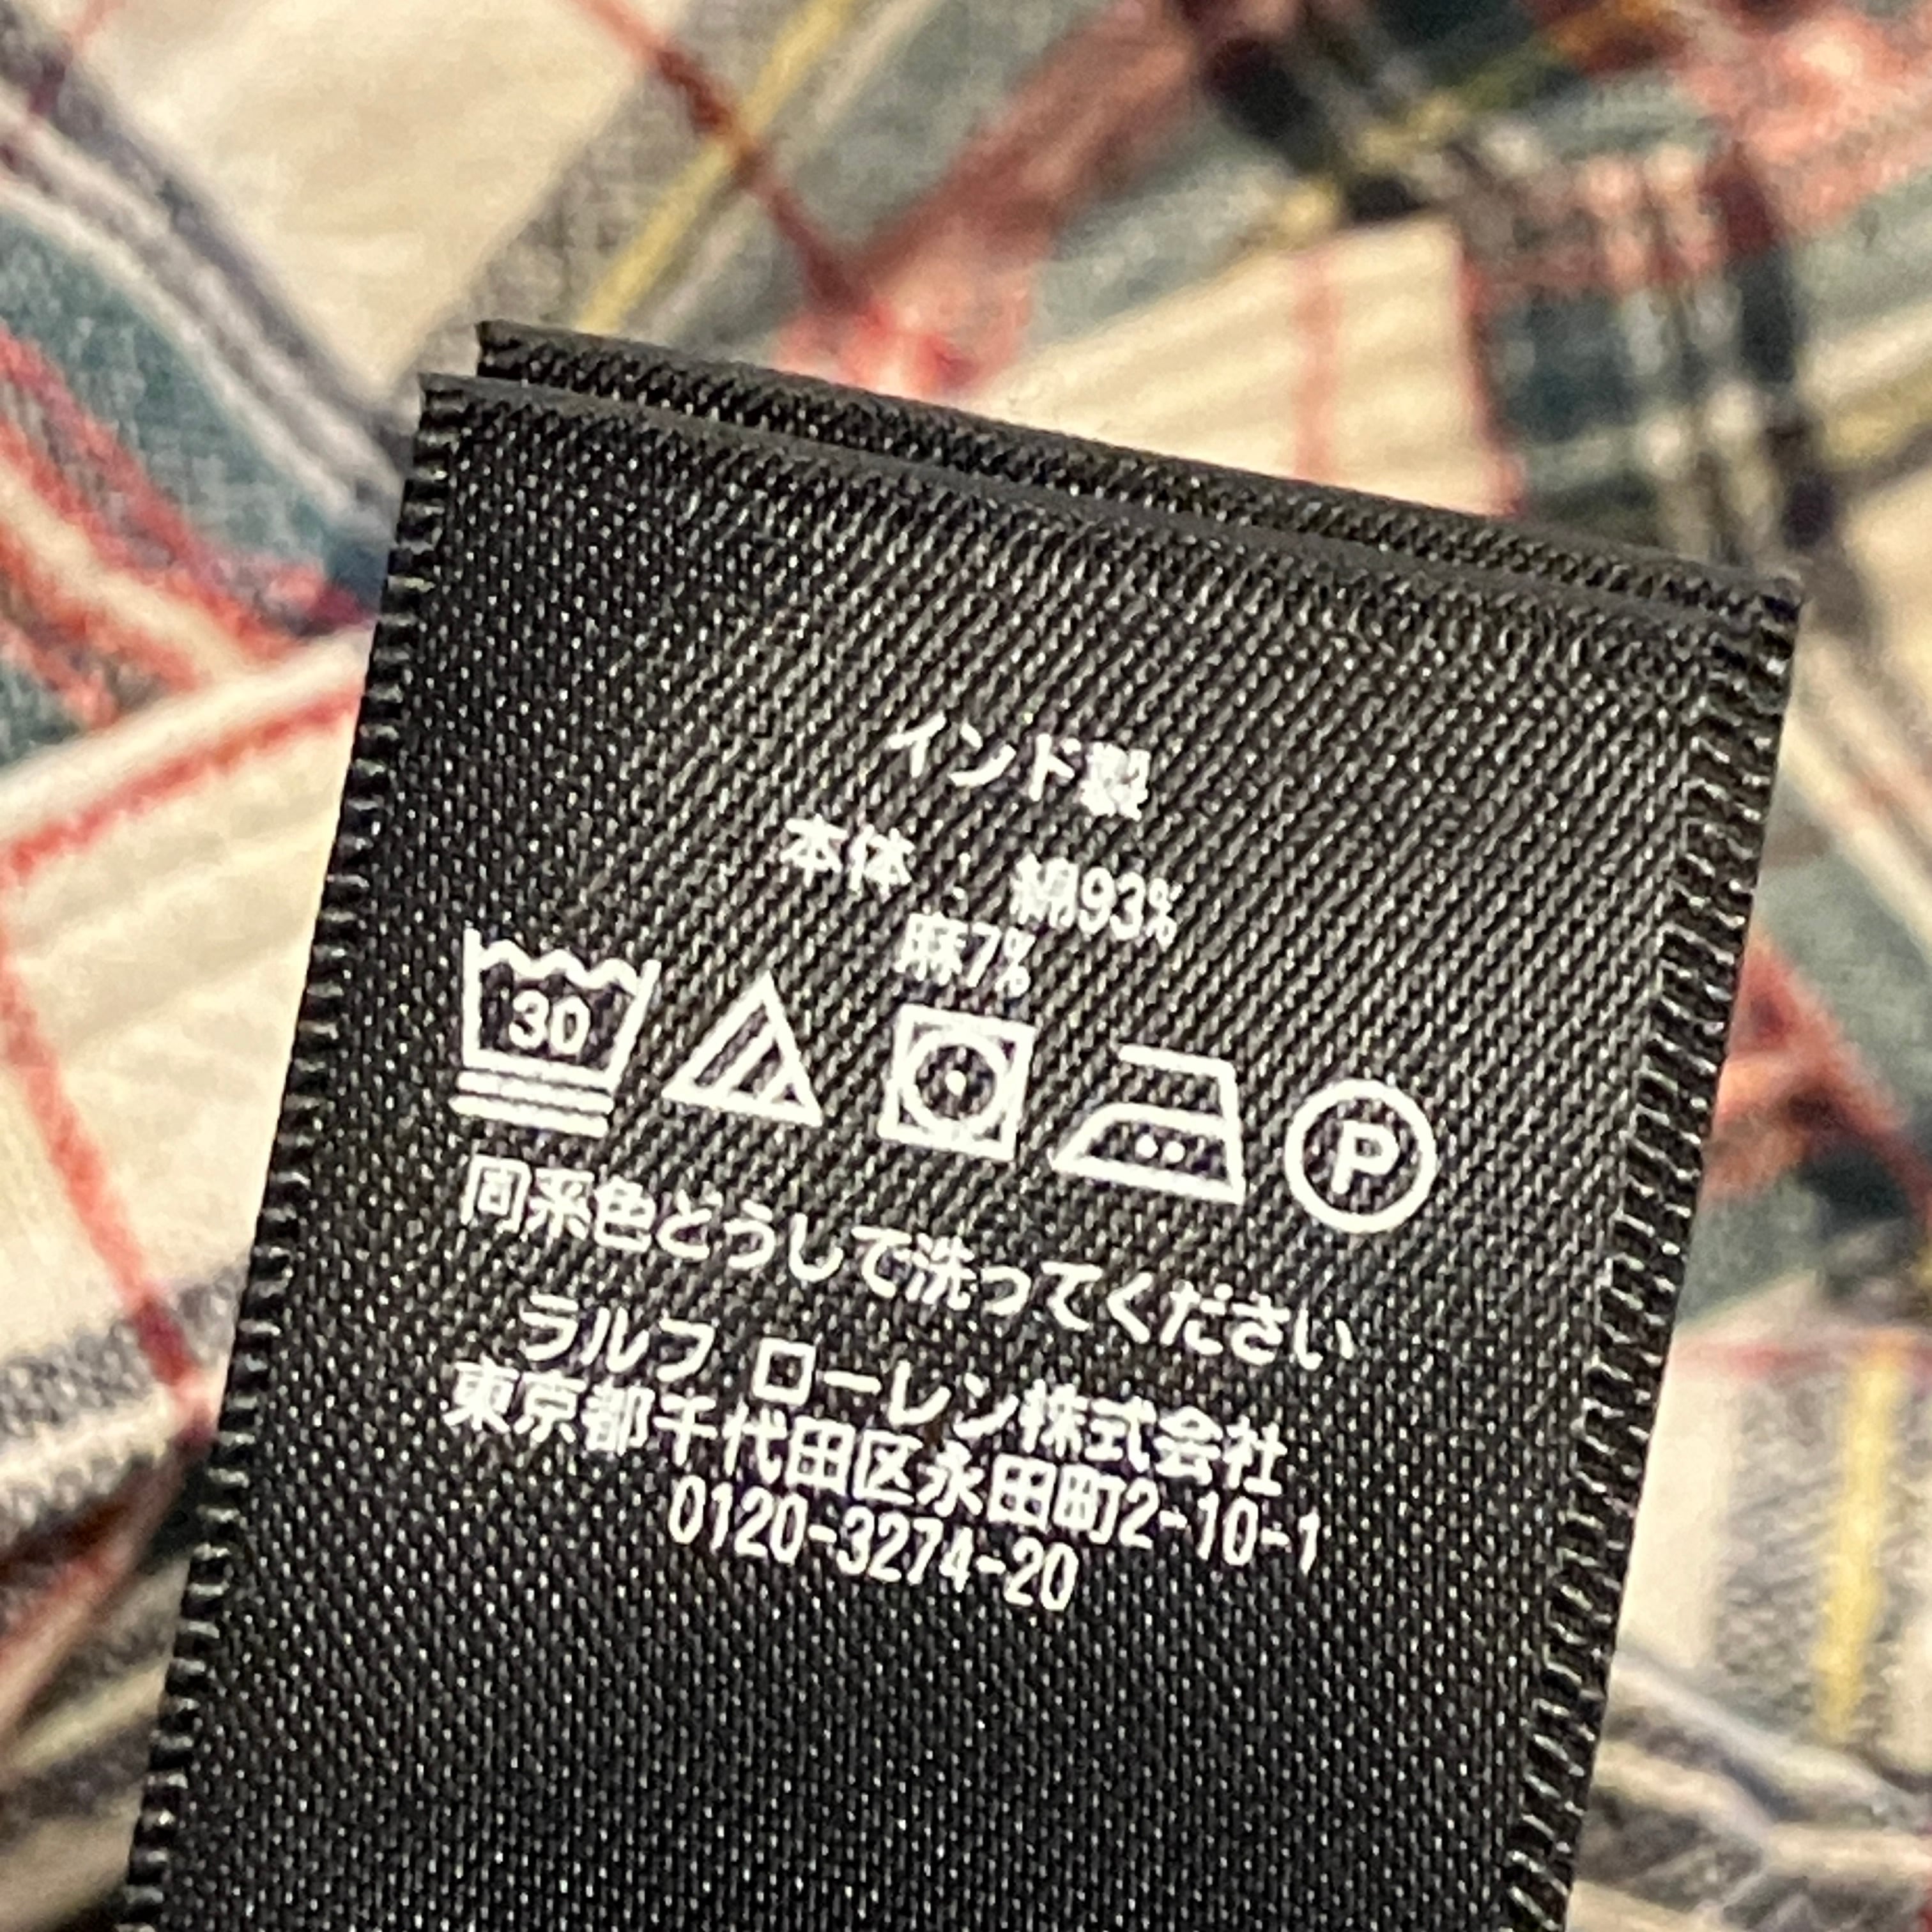 インド製
本体 : 綿93%
麻7%
30
P
同系色どうしで洗ってください
ラルフ ローレン株式会社
東京都千代田区永田町2-10-1
0120-3274-20